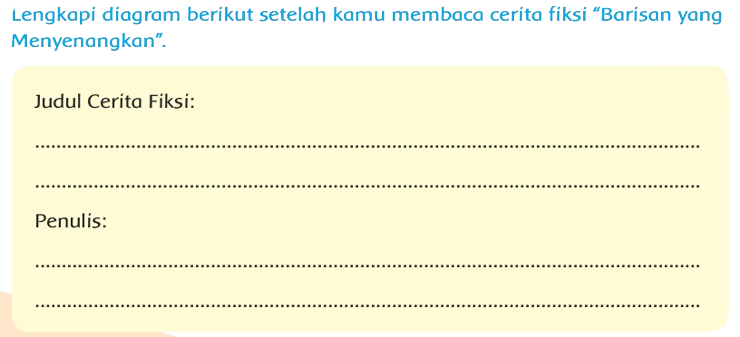 Lengkapi diagram berikut setelah kamu membaca cerita fiksi “Barisan yang
Menyenangkan”.
Judul Cerita Fiksi:
....................................................................................................................
....................................................................................................................
Penulis:
....................................................................................................................
....................................................................................................................